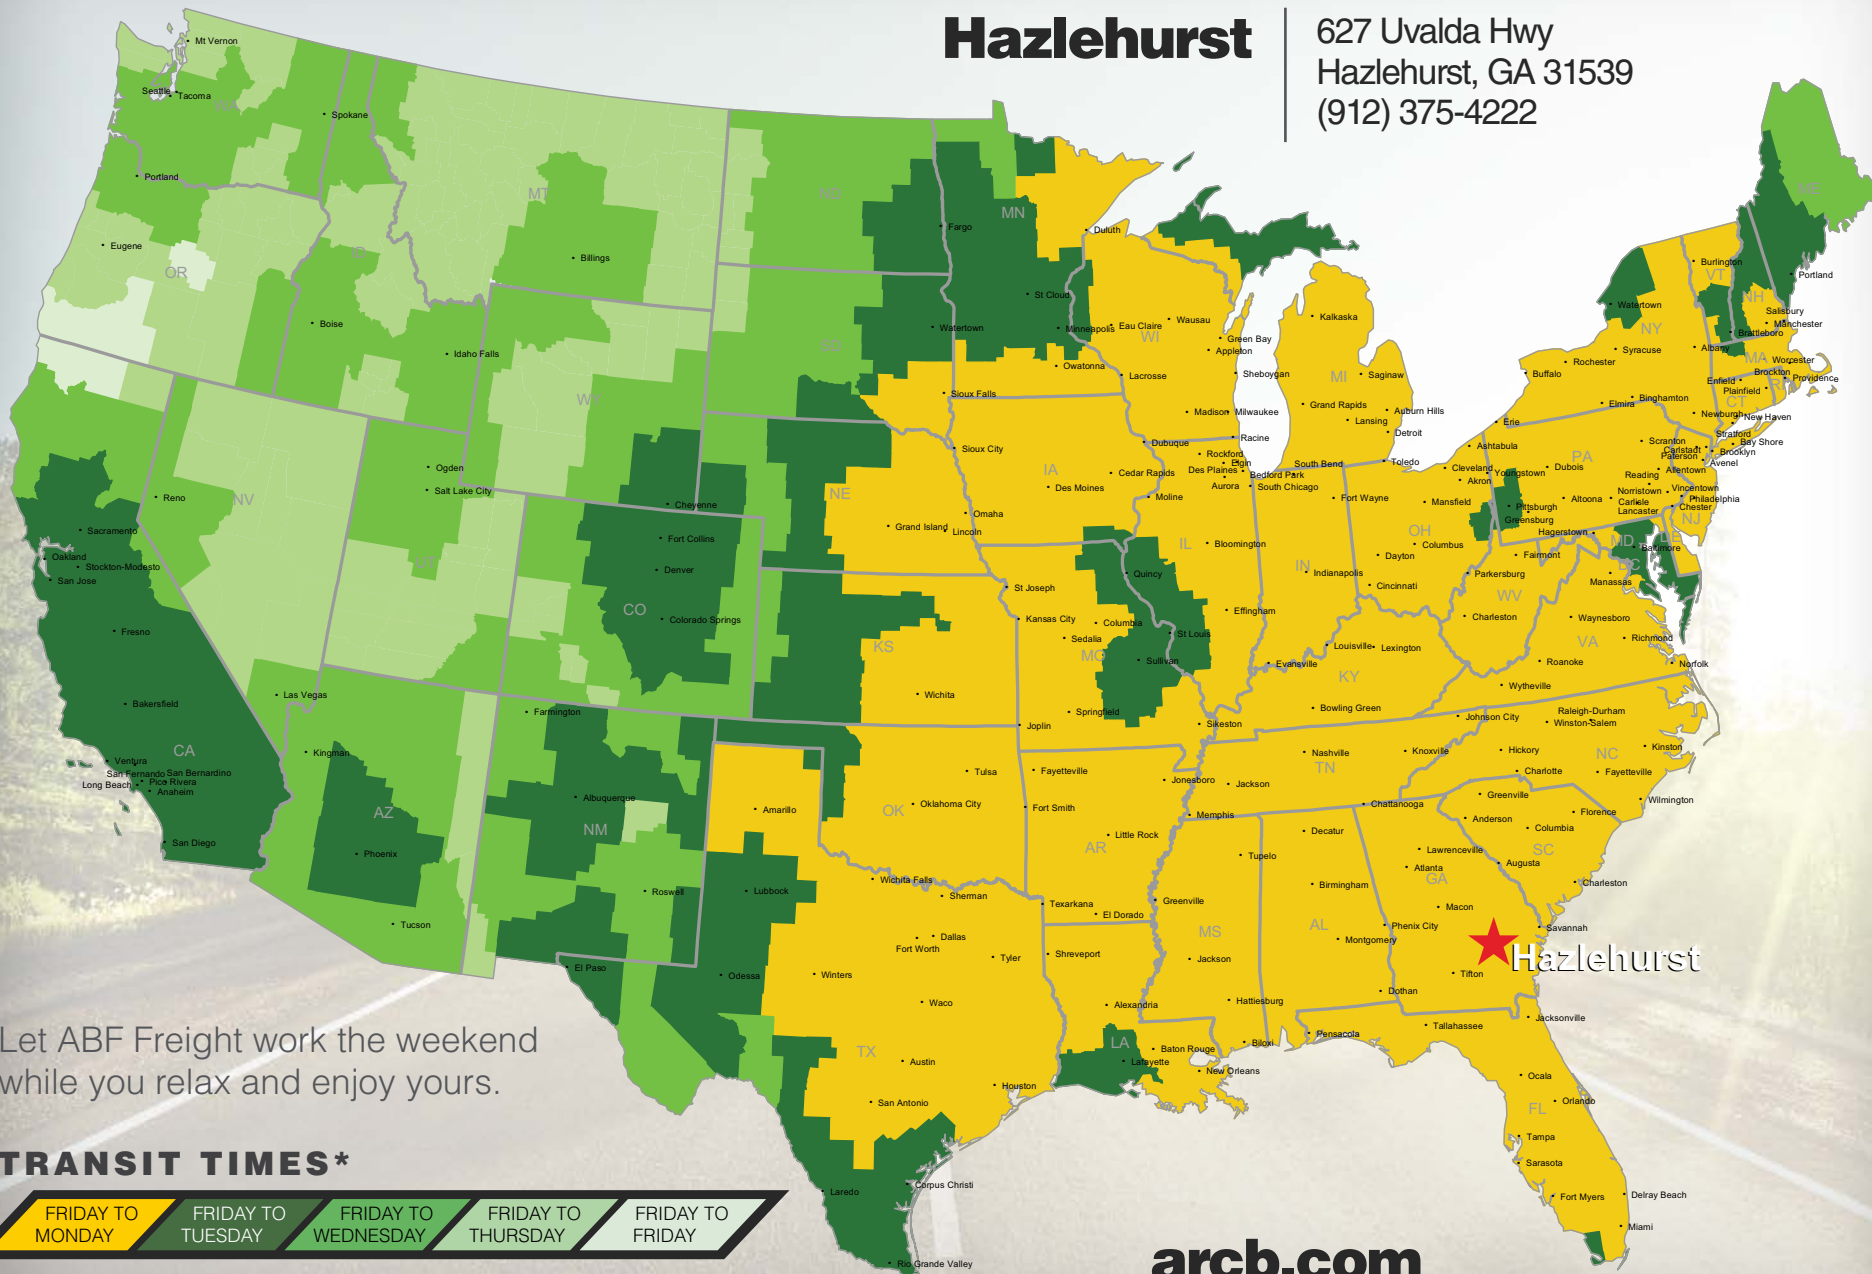 Hazlehurst
627 Uvalda Hwy
Hazlehurst, GA 31539
(912) 375-4222
Mt Vernon
Seattle
Tacoma
WA
Spokane
Portland
Eugene
OR
MT
ID
Billings
Boise
Idaho Falls
WY
ND
Fargo
MN
Duluth
St Cloud
Watertown
Minneapolis
SD
Eau Claire
Wausau
WI
Green Bay
Appleton
Owatonna
Lacrosse
Sheboygan
Sioux Falls
Madison
Milwaukee
Kalkaska
MI
Saginaw
Grand Rapids
Lansing
Auburn Hills
Detroit
ME
Burlington
VT
Portland
NH
Watertown
Salisbury
Manchester
Brattleboro
NY
Syracuse
Rochester
Albany
MA
Worcester
Buffalo
Brockton
Providence
Enfield
Plainfield
RI
CT
Binghamton
Elmira
Newburgh
New Haven
Erie
Stratford
Bay Shore
Scranton
Carlstadt
Brooklyn
Paterson
Avenel
PA
Ashtabula
Cleveland
Youngstown
Dubois
Allentown
Reading
Akron
Norristown
Vincentown
Philadelphia
Mansfield
Altoona
Carlisle
Lancaster
Chester
Pittsburgh
Greensburg
NJ
Hagerstown
MD
DE
Baltimore
DC
Toledo
South Bend
Fort Wayne
OH
Columbus
Dayton
Fairmont
Cincinnati
Parkersburg
Manassas
WV
Charleston
Waynesboro
VA
Richmond
Roanoke
Norfolk
Wytheville
Dubuque
Racine
Rockford
Elgin
Des Plaines
Bedford Park
Aurora
South Chicago
Sioux City
IA
Cedar Rapids
Des Moines
Moline
NE
Omaha
Grand Island
Lincoln
IL
Bloomington
IN
Indianapolis
Quincy
Effingham
St Joseph
Kansas City
Columbia
Sedalia
St Louis
MO
Sullivan
Louisville
Lexington
Evansville
KY
KS
Wichita
Springfield
Joplin
Sikeston
Bowling Green
Ogden
Salt Lake City
Reno
NV
UT
Cheyenne
Fort Collins
Denver
CO
Colorado Springs
Sacramento
Oakland
Stockton-Modesto
San Jose
Fresno
Bakersfield
CA
Ventura
San Fernando
San Bernardino
Pico Rivera
Long Beach
Anaheim
San Diego
Las Vegas
Kingman
AZ
Phoenix
Tucson
Farmington
Albuquerque
NM
Roswell
Amarillo
Tulsa
Oklahoma City
OK
Fayetteville
Fort Smith
Jonesboro
Jackson
Nashville
TN
Knoxville
Johnson City
Raleigh-Durham
Winston-Salem
Hickory
NC
Kinston
Charlotte
Fayetteville
Wilmington
Chattanooga
Greenville
Anderson
Florence
Columbia
SC
Memphis
Little Rock
AR
Decatur
Tupelo
Lawrenceville
Atlanta
GA
Augusta
Charleston
Birmingham
Macon
Phenix City
Savannah
AL
Montgomery
Hazlehurst
Tifton
Dothan
MS
Greenville
Jackson
Hattiesburg
Wichita Falls
Sherman
Lubbock
Texarkana
El Dorado
Dallas
Fort Worth
Tyler
Shreveport
El Paso
Odessa
Winters
Waco
Alexandria
Jacksonville
Tallahassee
Pensacola
Biloxi
LA
Baton Rouge
Lafayette
New Orleans
TX
Austin
Houston
San Antonio
Ocala
Orlando
FL
Tampa
Sarasota
Fort Myers
Delray Beach
Miami
Laredo
Corpus Christi
Rio Grande Valley
Let ABF Freight work the weekend
while you relax and enjoy yours.
TRANSIT TIMES*
FRIDAY TO
MONDAY
FRIDAY TO
TUESDAY
FRIDAY TO
WEDNESDAY
FRIDAY TO
THURSDAY
FRIDAY TO
FRIDAY
arcb.com